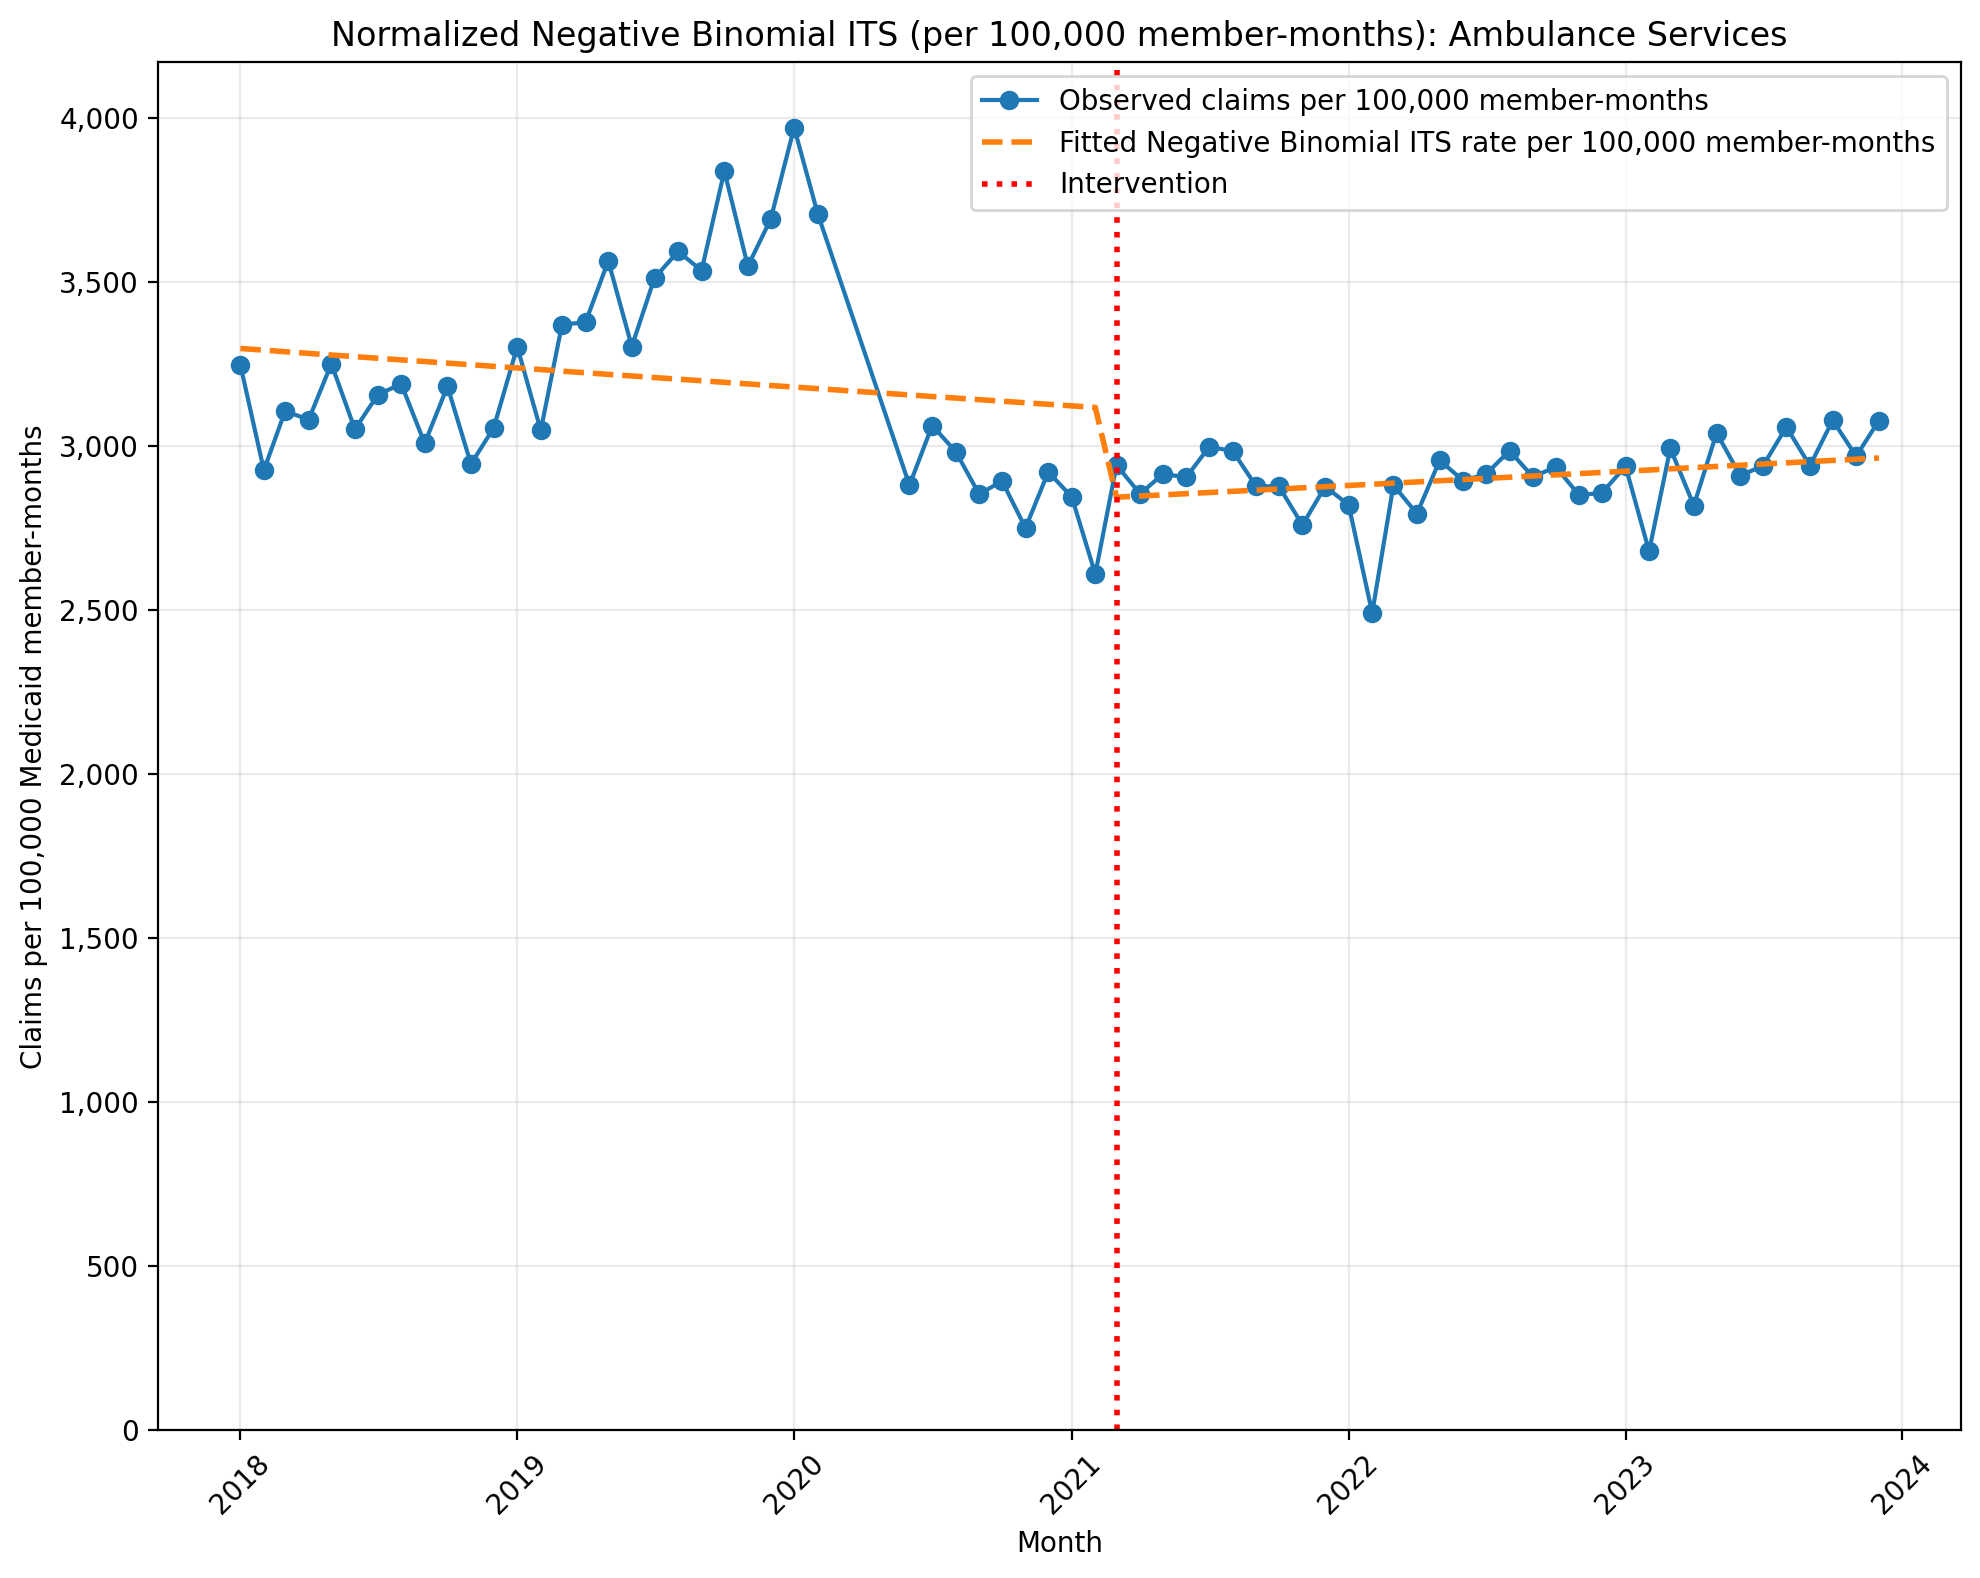 Normalized Negative Binomial ITS (per 100,000 member-months): Ambulance Services
Observed claims per 100,000 member-months
Fitted Negative Binomial ITS rate per 100,000 member-months
Intervention
Claims per 100,000 Medicaid member-months
4,000
3,500
3,000
2,500
2,000
1,500
1,000
500
0
2018
2019
2020
2021
2022
2023
2024
Month